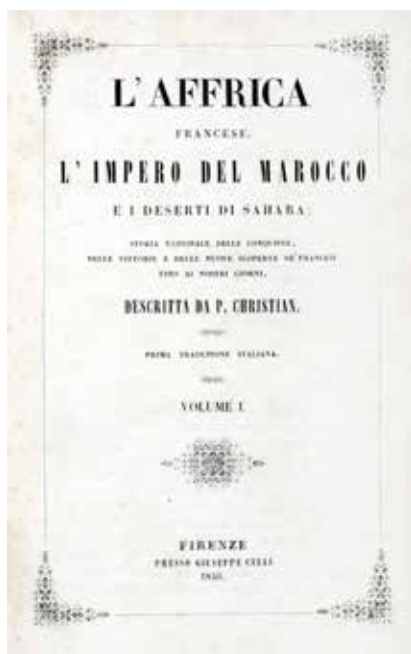 L'AFFRICA
FRANCESE,
L'IMPERO DEL MAROCCO
E I DESERTI DI SAHARA;
STORIA NAZIONALE DELLE CONQUISTE,
DELLE VITTORIE E DELLE NUOVE SCOPERTE DE' FRANCESI
FINO AI NOSTRI GIORNI,
DESCRITTA DA P. CHRISTIAN.
PRIMA TRADUZIONE ITALIANA.
VOLUME I.
FIRENZE
PRESSO GIUSEPPE CELLI